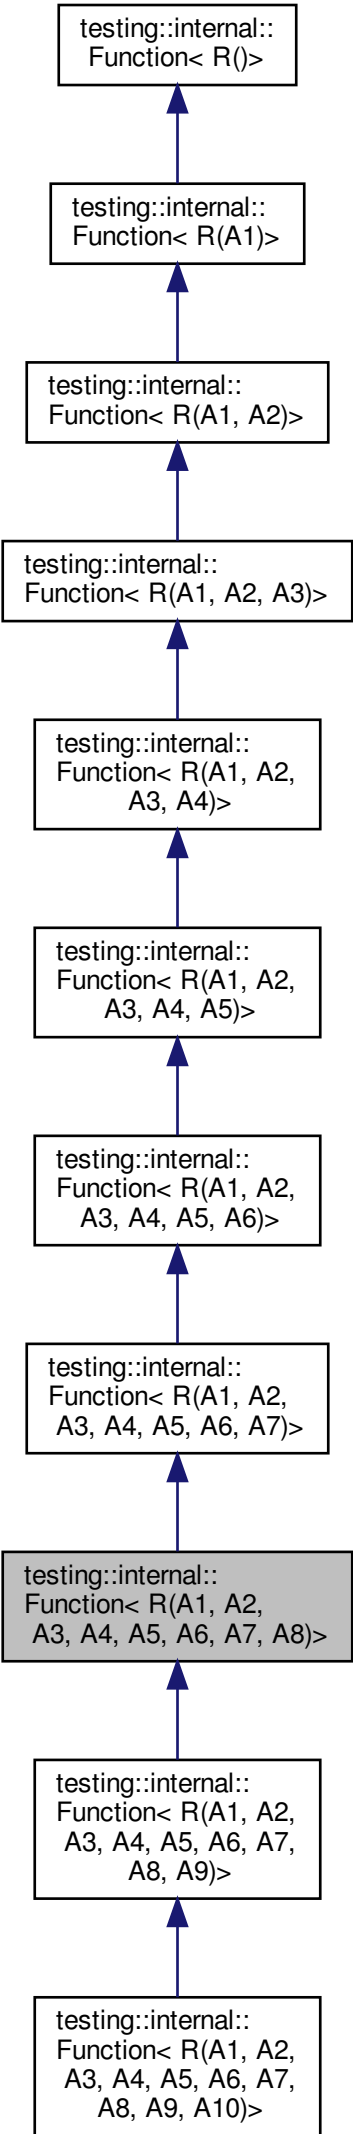 testing::internal::
Function< R()>
testing::internal::
Function< R(A1)>
testing::internal::
Function< R(A1, A2)>
testing::internal::
Function< R(A1, A2, A3)>
testing::internal::
Function< R(A1, A2,
A3, A4)>
testing::internal::
Function< R(A1, A2,
A3, A4, A5)>
testing::internal::
Function< R(A1, A2,
A3, A4, A5, A6)>
testing::internal::
Function< R(A1, A2,
A3, A4, A5, A6, A7)>
testing::internal::
Function< R(A1, A2,
A3, A4, A5, A6, A7, A8)>
testing::internal::
Function< R(A1, A2,
A3, A4, A5, A6, A7,
A8, A9)>
testing::internal::
Function< R(A1, A2,
A3, A4, A5, A6, A7,
A8, A9, A10)>